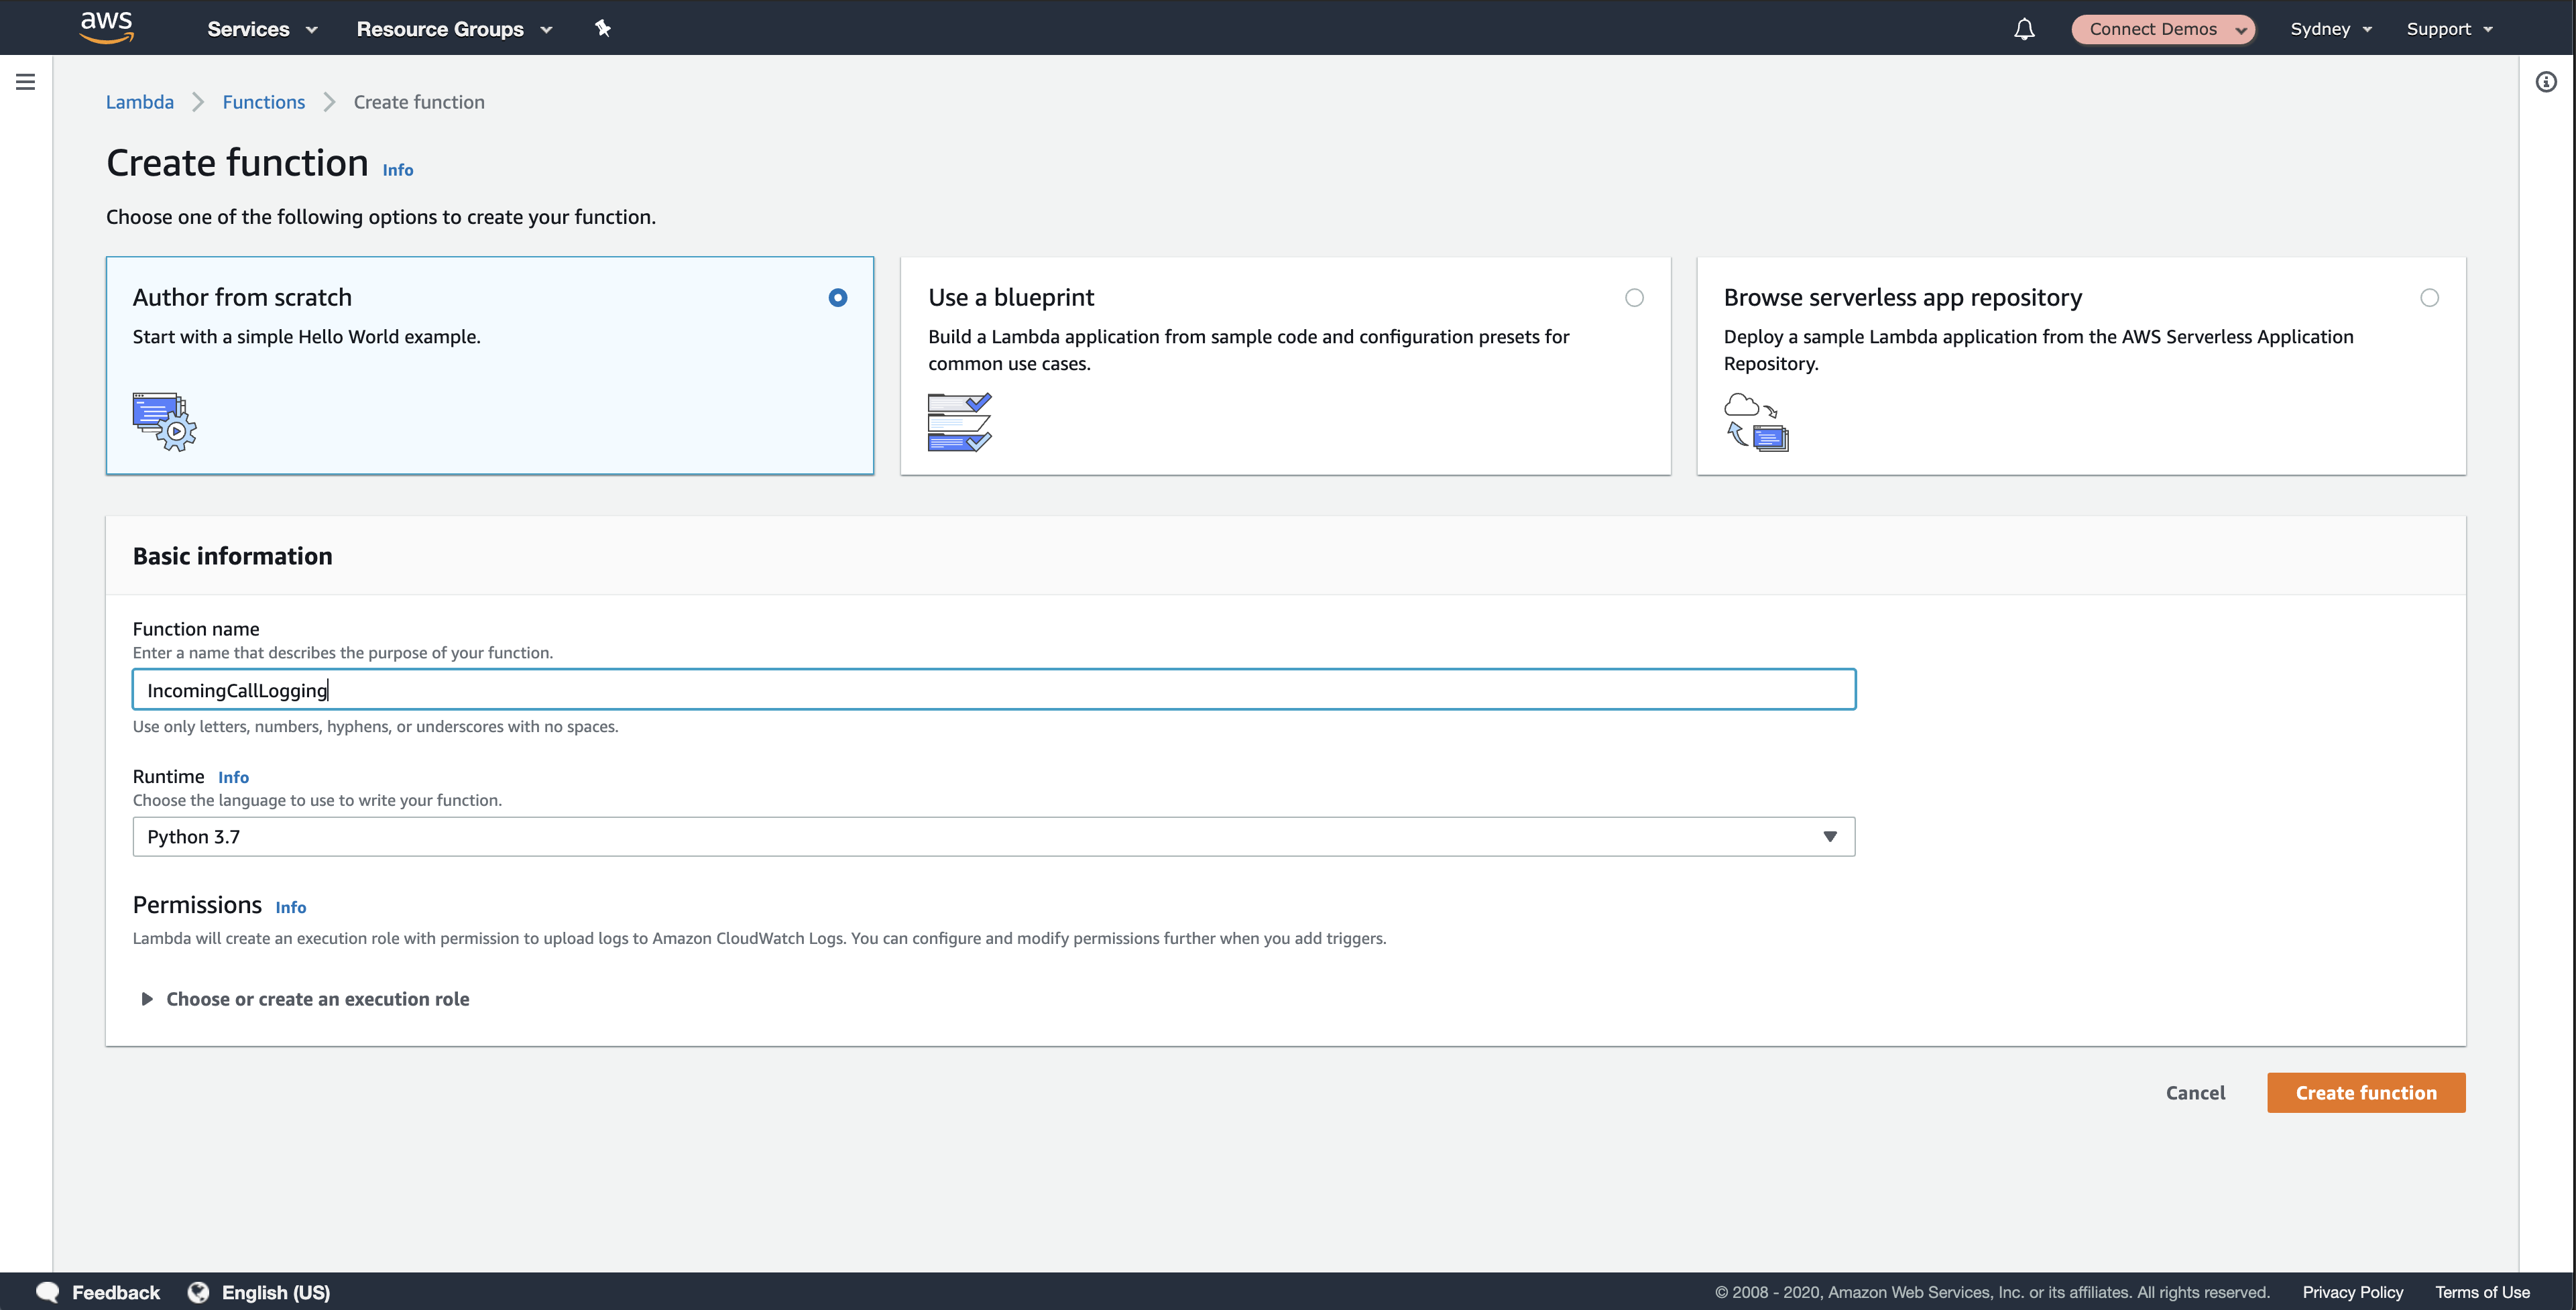 aws Services Resource Groups Connect Demos Sydney Support
Lambda Functions Create function
Create function Info
Choose one of the following options to create your function.
Author from scratch
Start with a simple Hello World example.
Use a blueprint
Build a Lambda application from sample code and configuration presets for
common use cases.
Browse serverless app repository
Deploy a sample Lambda application from the AWS Serverless Application
Repository.
Basic information
Function name
Enter a name that describes the purpose of your function.
IncomingCallLogging
Use only letters, numbers, hyphens, or underscores with no spaces.
Runtime Info
Choose the language to use to write your function.
Python 3.7
Permissions Info
Lambda will create an execution role with permission to upload logs to Amazon CloudWatch Logs. You can configure and modify permissions further when you add triggers.
Choose or create an execution role
Cancel Create function
Feedback English (US) © 2008 - 2020, Amazon Web Services, Inc. or its affiliates. All rights reserved. Privacy Policy Terms of Use